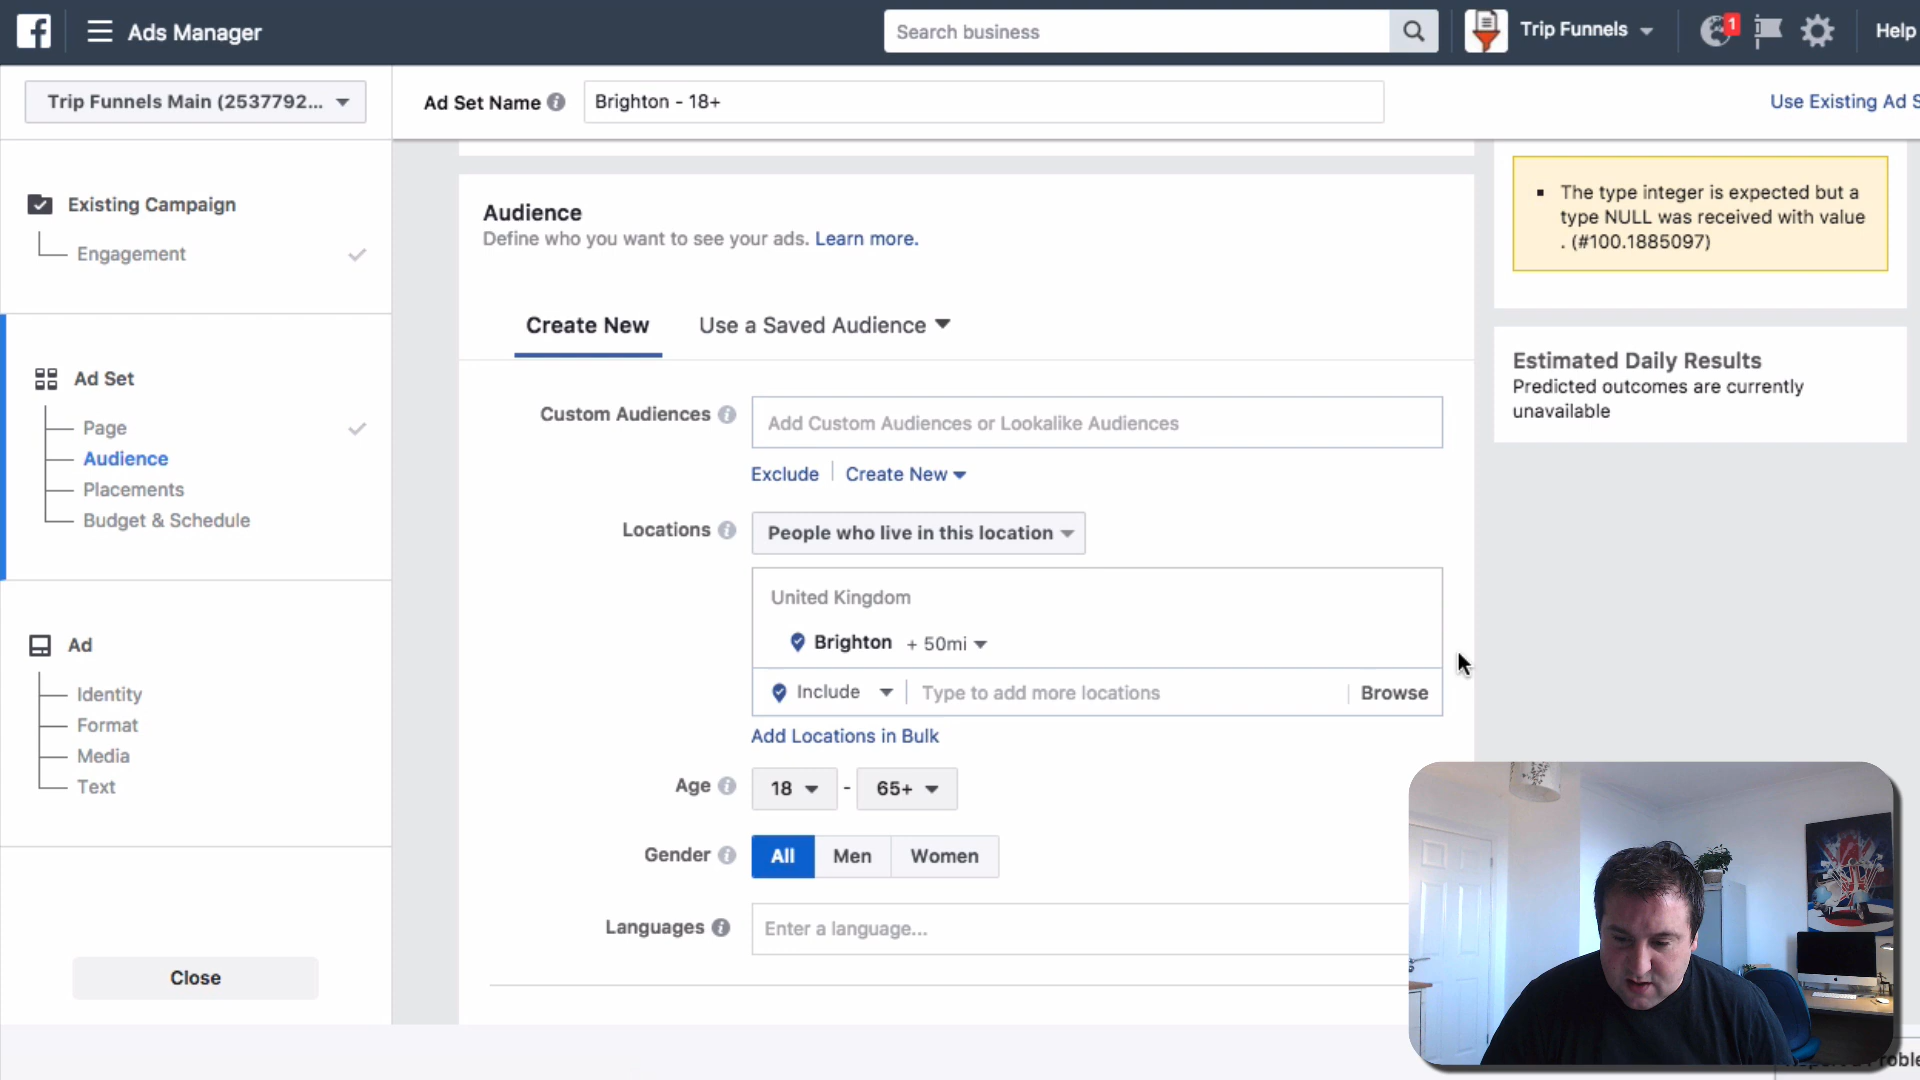 Ads Manager
Search business
Trip Funnels
1
Help
Trip Funnels Main (2537792...
Ad Set Name
Brighton - 18+
Use Existing Ad S
Existing Campaign
Engagement
Ad Set
Page
Audience
Placements
Budget & Schedule
Ad
Identity
Format
Media
Text
Close
Audience
Define who you want to see your ads. Learn more.
Create New
Use a Saved Audience
Custom Audiences
Add Custom Audiences or Lookalike Audiences
Exclude
Create New
Locations
People who live in this location
United Kingdom
Brighton + 50mi
Include
Type to add more locations
Browse
Add Locations in Bulk
Age
18 - 65+
Gender
All
Men
Women
Languages
Enter a language...
The type integer is expected but a
type NULL was received with value
. (#100.1885097)
Estimated Daily Results
Predicted outcomes are currently
unavailable